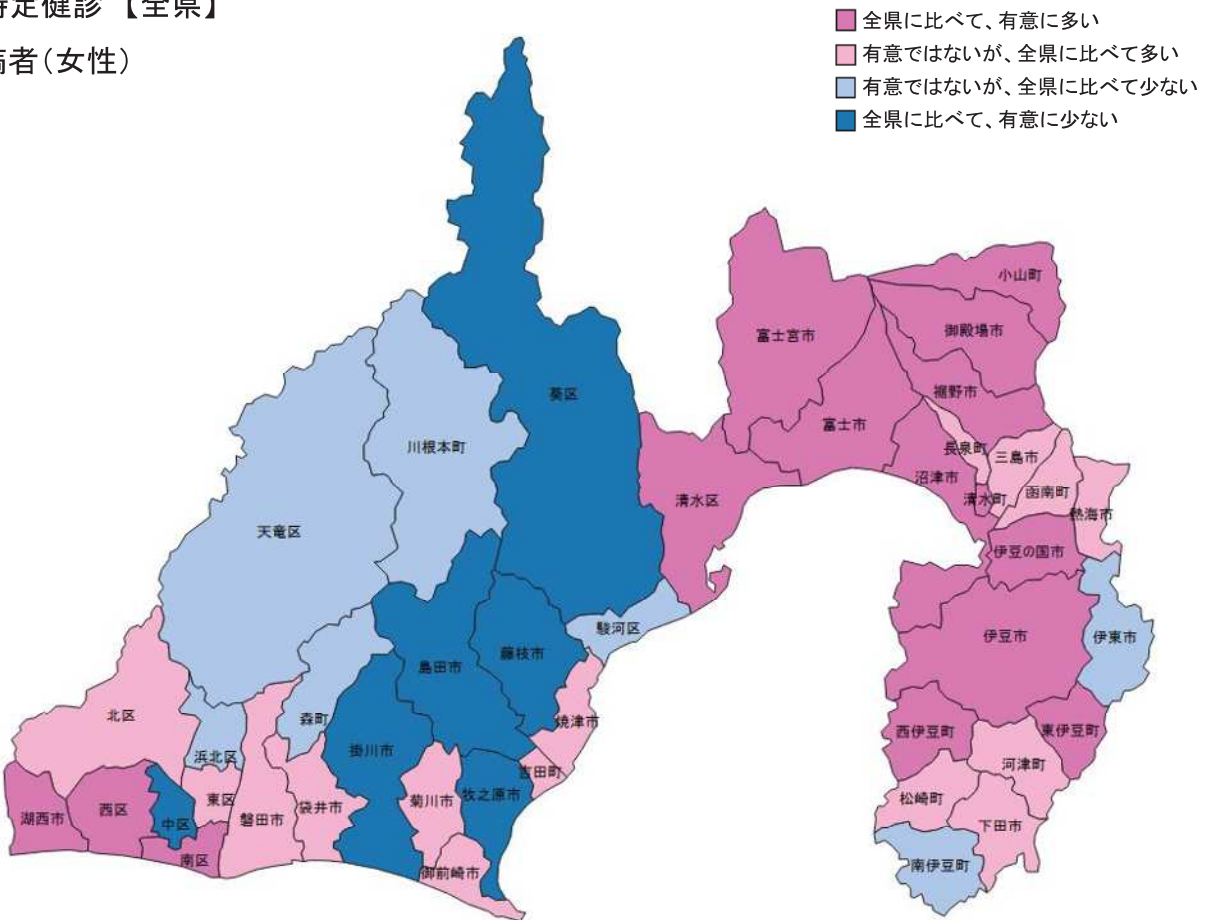 特定健診 【全県】
者(女性)
全県に比べて、有意に多い
有意ではないが、全県に比べて多い
有意ではないが、全県に比べて少ない
全県に比べて、有意に少ない
小山町
御殿場市
富士宮市
裾野市
葵区
富士市
川根本町
長泉町
三島市
沼津市
函南町
清水町
清水区
熱海市
天竜区
伊豆の国市
駿河区
伊豆市
伊東市
藤枝市
島田市
北区
森町
焼津市
西伊豆町
東伊豆町
掛川市
浜北区
河津町
吉田町
牧之原市
東区
菊川市
松崎町
袋井市
西区
湖西市
磐田市
中区
下田市
南区
南伊豆町
御前崎市